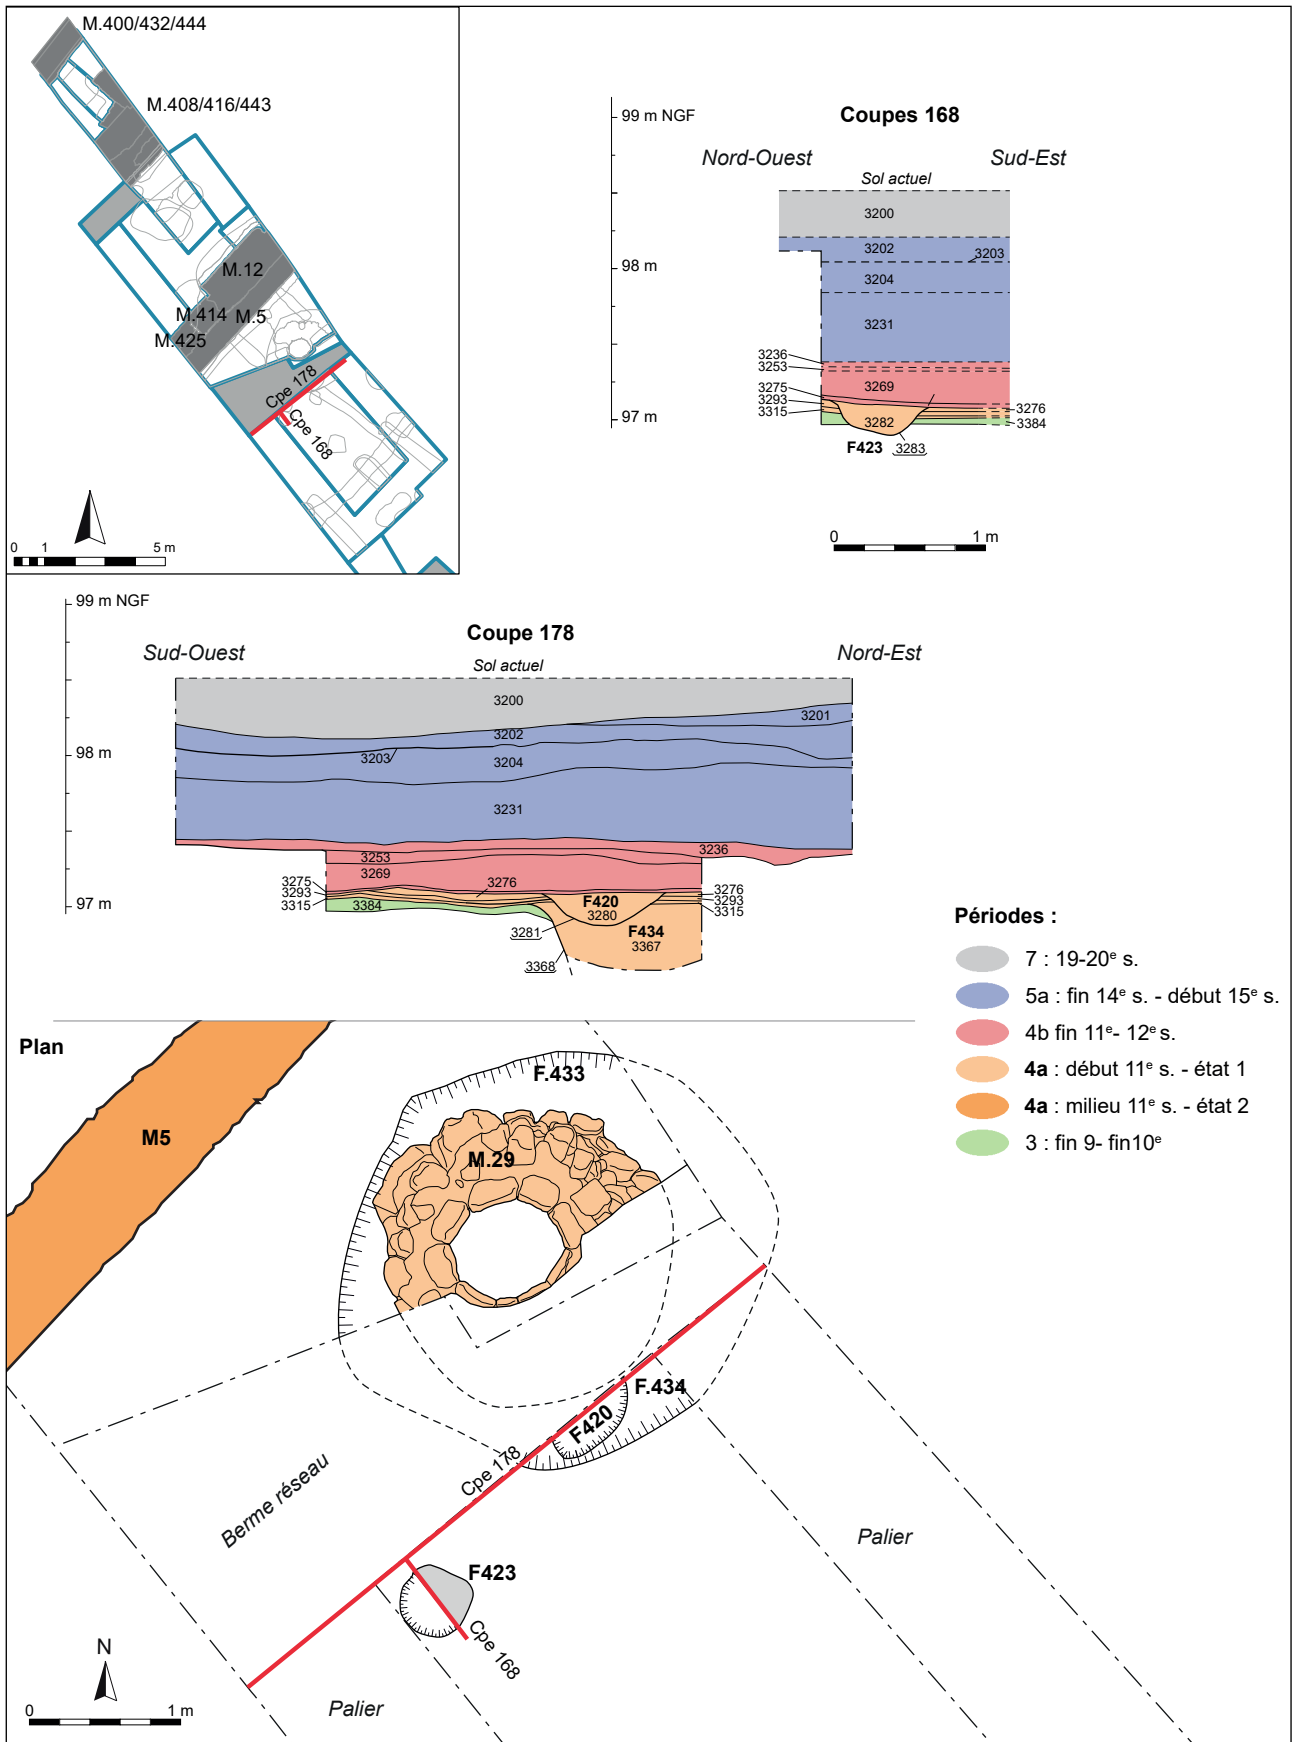 M.400/432/444
M.408/416/443
M.12
M.414
M.5
M.425
Cpe 178
Cpe 168
0 1 5 m
99 m NGF
Coupes 168
Nord-Ouest
Sud-Est
Sol actuel
3200
3202
3203
98 m
3204
3231
3236
3253
3269
3275
3293
3276
3315
97 m
3282
3384
F423
3283
0 1 m
99 m NGF
Coupe 178
Sud-Ouest
Nord-Est
Sol actuel
3200
3201
3202
98 m
3203
3204
3231
3236
3253
3269
3275
3276
3276
3293
3293
3315
3315
97 m
3384
F420
3280
3281
F434
3367
3368
Périodes :
7 : 19-20e s.
5a : fin 14e s. - début 15e s.
4b fin 11e- 12e s.
4a : début 11e s. - état 1
4a : milieu 11e s. - état 2
3 : fin 9- fin10e
Plan
F.433
M5
M.29
F.434
F420
Cpe 178
Berme réseau
Palier
F423
Cpe 168
N
0 1 m
Palier